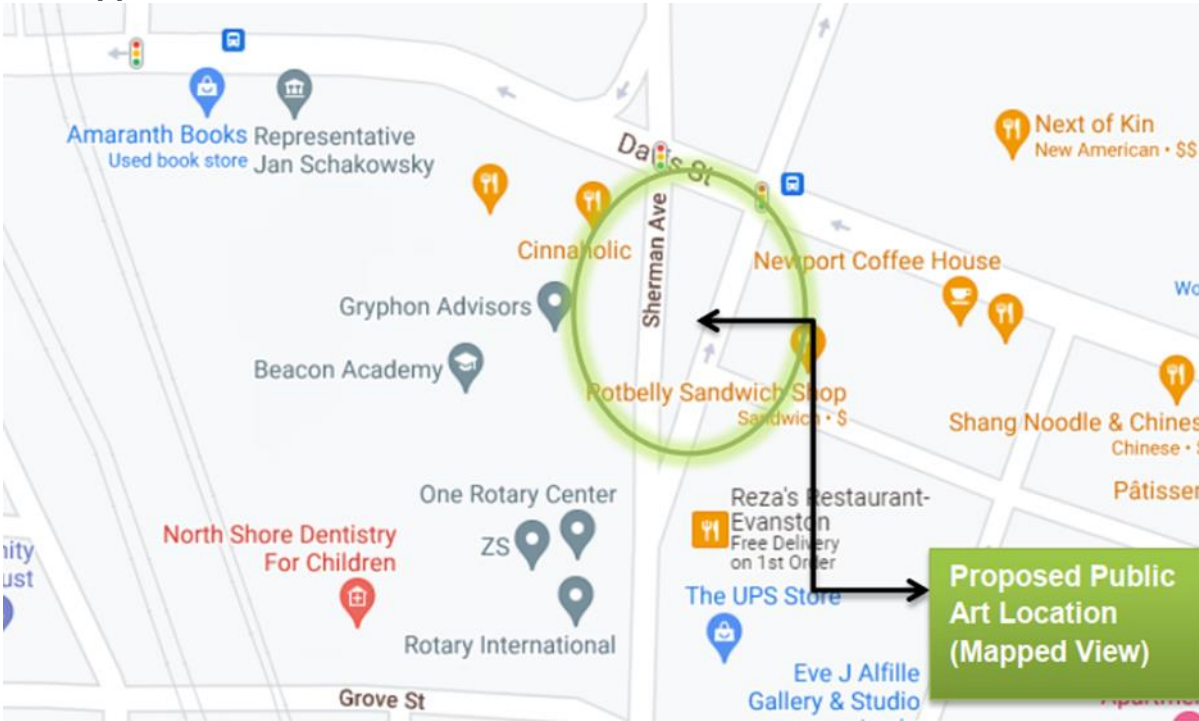 Amaranth Books
Used book store
Representative
Jan Schakowsky
Davis St
Next of Kin
New American • $$
Cinnaholic
Sherman Ave
Newport Coffee House
Wo
Gryphon Advisors
Beacon Academy
Potbelly Sandwich Shop
Sandwich • $
Shang Noodle & Chines
Chinese •
Pâtisser
One Rotary Center
ZS
North Shore Dentistry
For Children
Reza's Restaurant-
Evanston
Free Delivery
on 1st Order
nity
ust
The UPS Store
Rotary International
Proposed Public
Art Location
(Mapped View)
Eve J Alfille
Gallery & Studio
Grove St